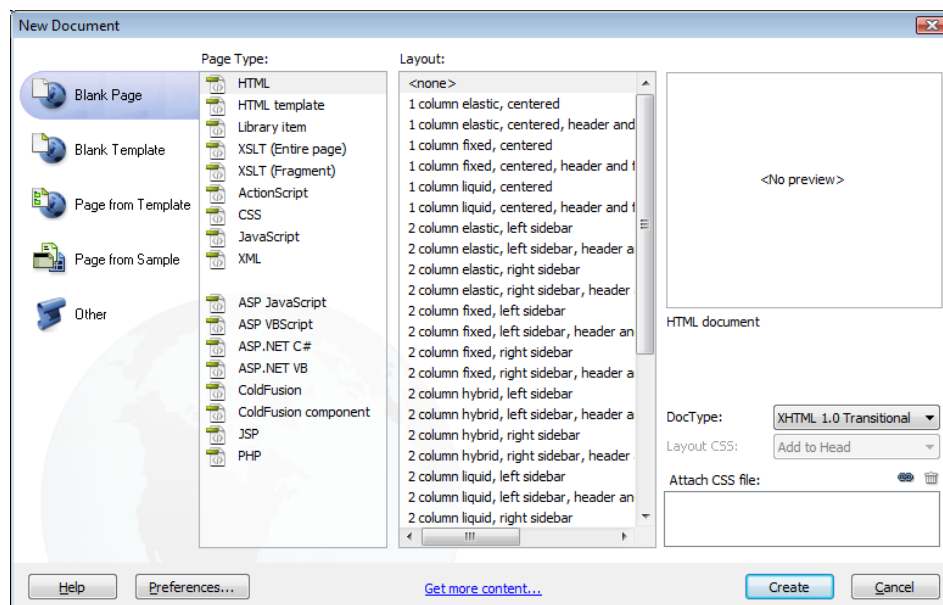 New Document
Blank Page
Blank Template
Page from Template
Page from Sample
Other
Page Type:
HTML
HTML template
Library item
XSLT (Entire page)
XSLT (Fragment)
ActionScript
CSS
JavaScript
XML
ASP JavaScript
ASP VBScript
ASP.NET C#
ASP.NET VB
ColdFusion
ColdFusion component
JSP
PHP
Layout:
<none>
1 column elastic, centered
1 column elastic, centered, header and
1 column fixed, centered
1 column fixed, centered, header and f
1 column liquid, centered
1 column liquid, centered, header and f
2 column elastic, left sidebar
2 column elastic, left sidebar, header a
2 column elastic, right sidebar
2 column elastic, right sidebar, header
2 column fixed, left sidebar
2 column fixed, left sidebar, header an
2 column fixed, right sidebar
2 column fixed, right sidebar, header a
2 column hybrid, left sidebar
2 column hybrid, left sidebar, header a
2 column hybrid, right sidebar
2 column hybrid, right sidebar, header
2 column liquid, left sidebar
2 column liquid, left sidebar, header an
2 column liquid, right sidebar
<No preview>
HTML document
DocType: XHTML 1.0 Transitional
Layout CSS: Add to Head
Attach CSS file:
Help Preferences... Get more content... Create Cancel